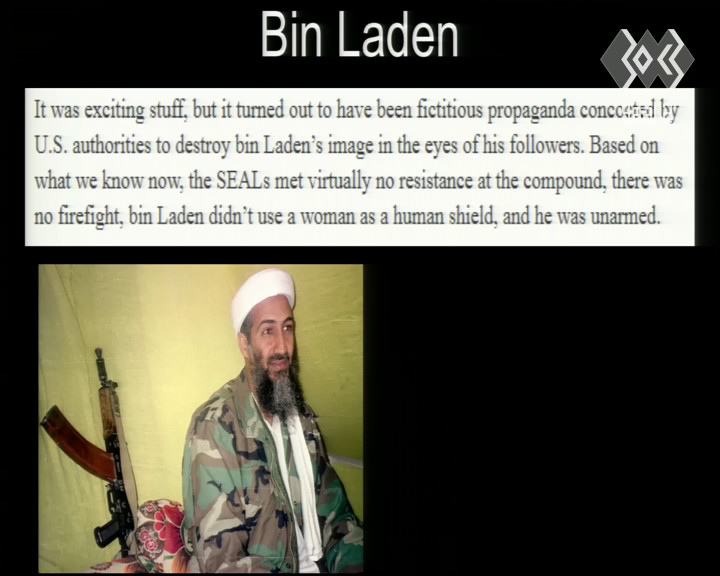 Bin Laden
It was exciting stuff, but it turned out to have been fictitious propaganda concocted by
U.S. authorities to destroy bin Laden's image in the eyes of his followers. Based on
what we know now, the SEALs met virtually no resistance at the compound, there was
no firefight, bin Laden didn't use a woman as a human shield, and he was unarmed.